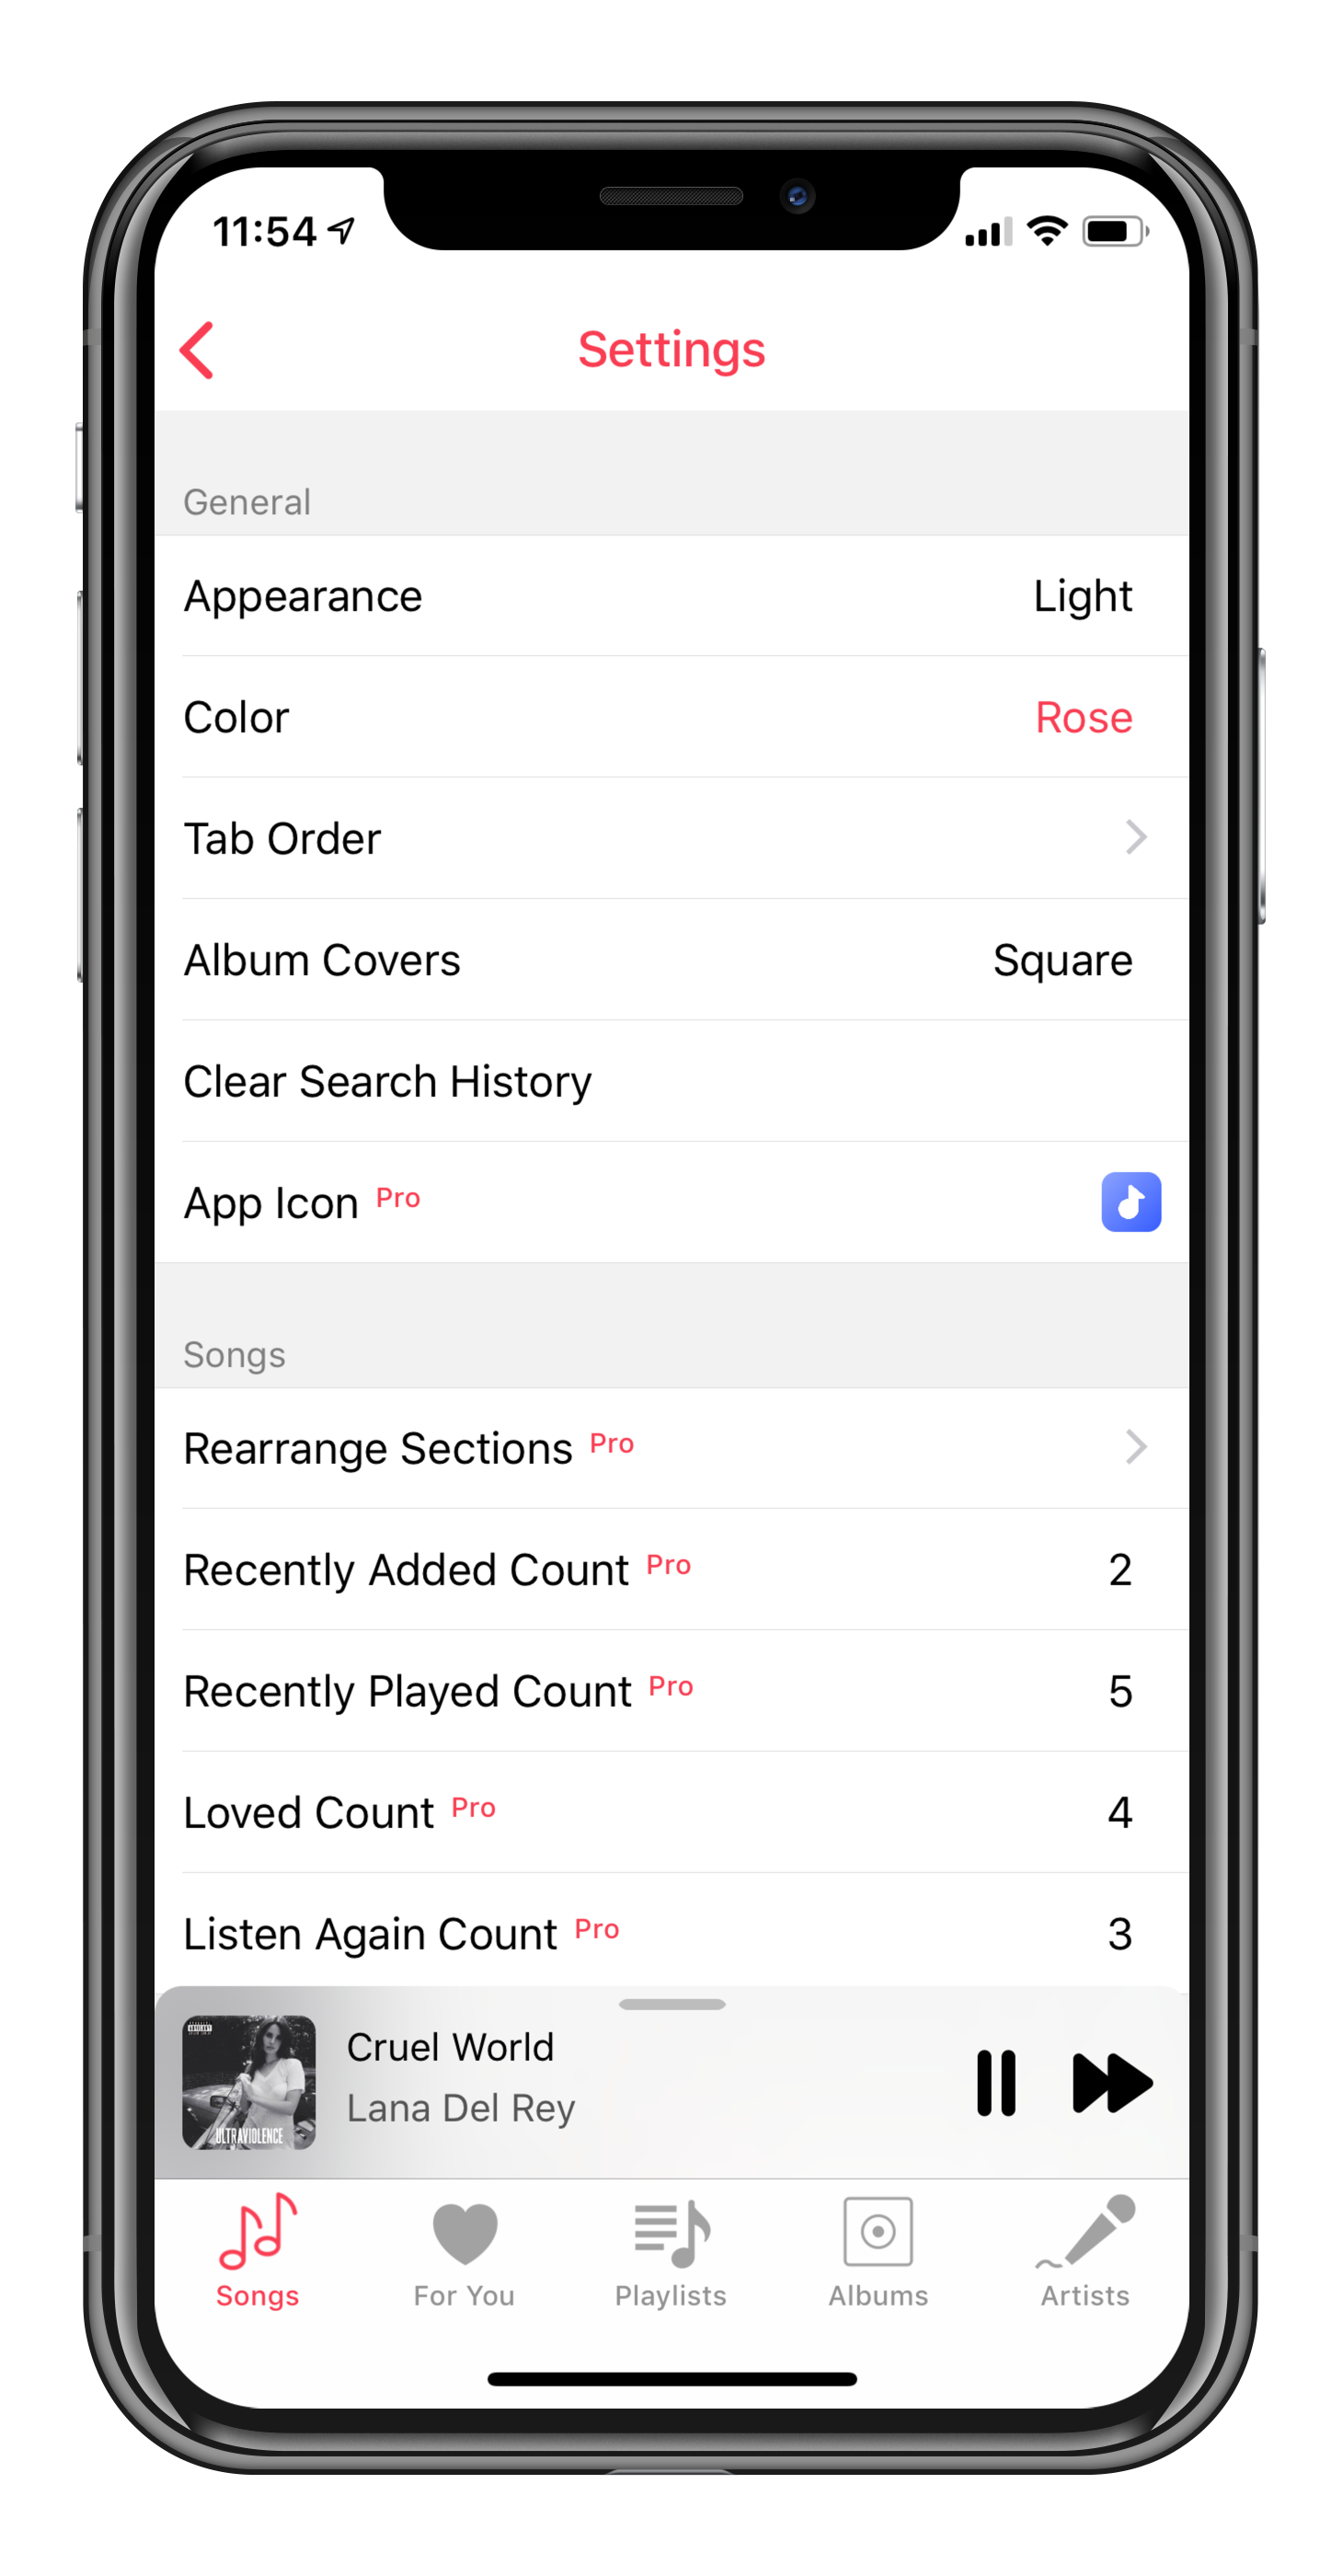 11:54
Settings
General
Appearance Light
Color Rose
Tab Order
Album Covers Square
Clear Search History
App Icon Pro
Songs
Rearrange Sections Pro
Recently Added Count Pro 2
Recently Played Count Pro 5
Loved Count Pro 4
Listen Again Count Pro 3
ULTRAVIOLENCE
Cruel World
Lana Del Rey
Songs For You Playlists Albums Artists